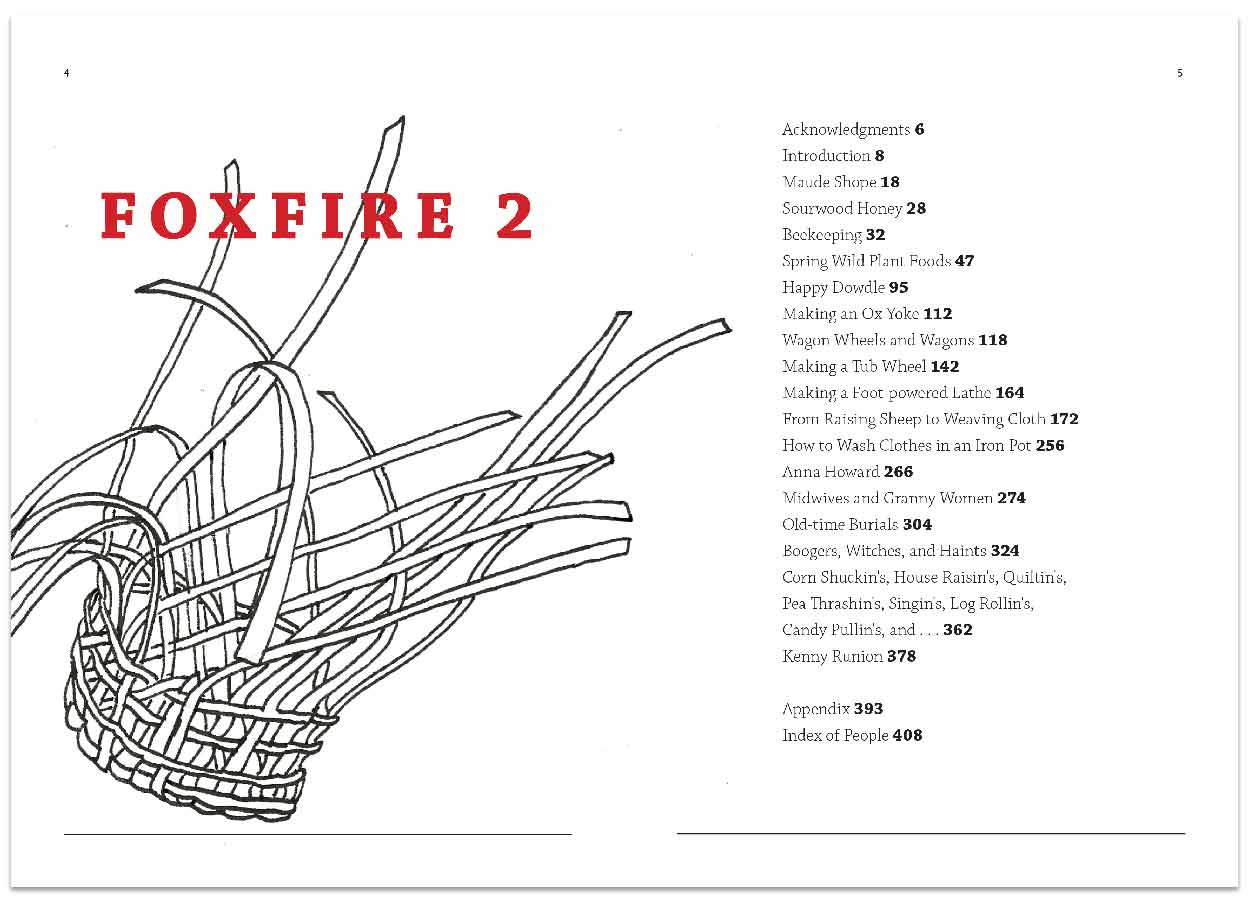 4
FOXFIRE 2
5
Acknowledgments 6
Introduction 8
Maude Shope 18
Sourwood Honey 28
Beekeeping 32
Spring Wild Plant Foods 47
Happy Dowdle 95
Making an Ox Yoke 112
Wagon Wheels and Wagons 118
Making a Tub Wheel 142
Making a Foot-powered Lathe 164
From Raising Sheep to Weaving Cloth 172
How to Wash Clothes in an Iron Pot 256
Anna Howard 266
Midwives and Granny Women 274
Old-time Burials 304
Boogers, Witches, and Haints 324
Corn Shuckin's, House Raisin's, Quiltin's,
Pea Thrashin's, Singin's, Log Rollin's,
Candy Pullin's, and . . . 362
Kenny Runion 378
Appendix 393
Index of People 408